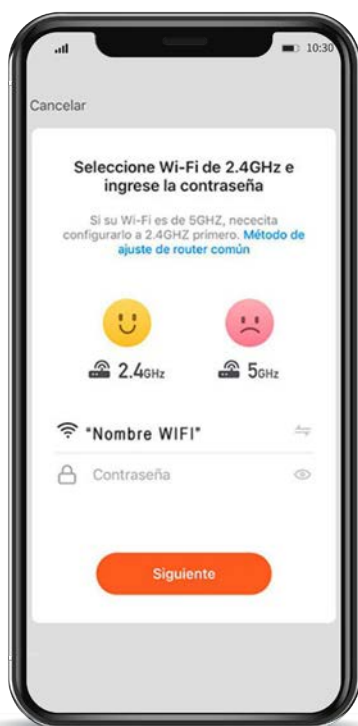 10:30
Cancelar
Seleccione Wi-Fi de 2.4GHz e
ingrese la contraseña
Si su Wi-Fi es de 5GHZ, nececita
configurarlo a 2.4GHZ primero. Método de
ajuste de router común
2.4GHz
5GHz
"Nombre WIFI"
Contraseña
Siguiente